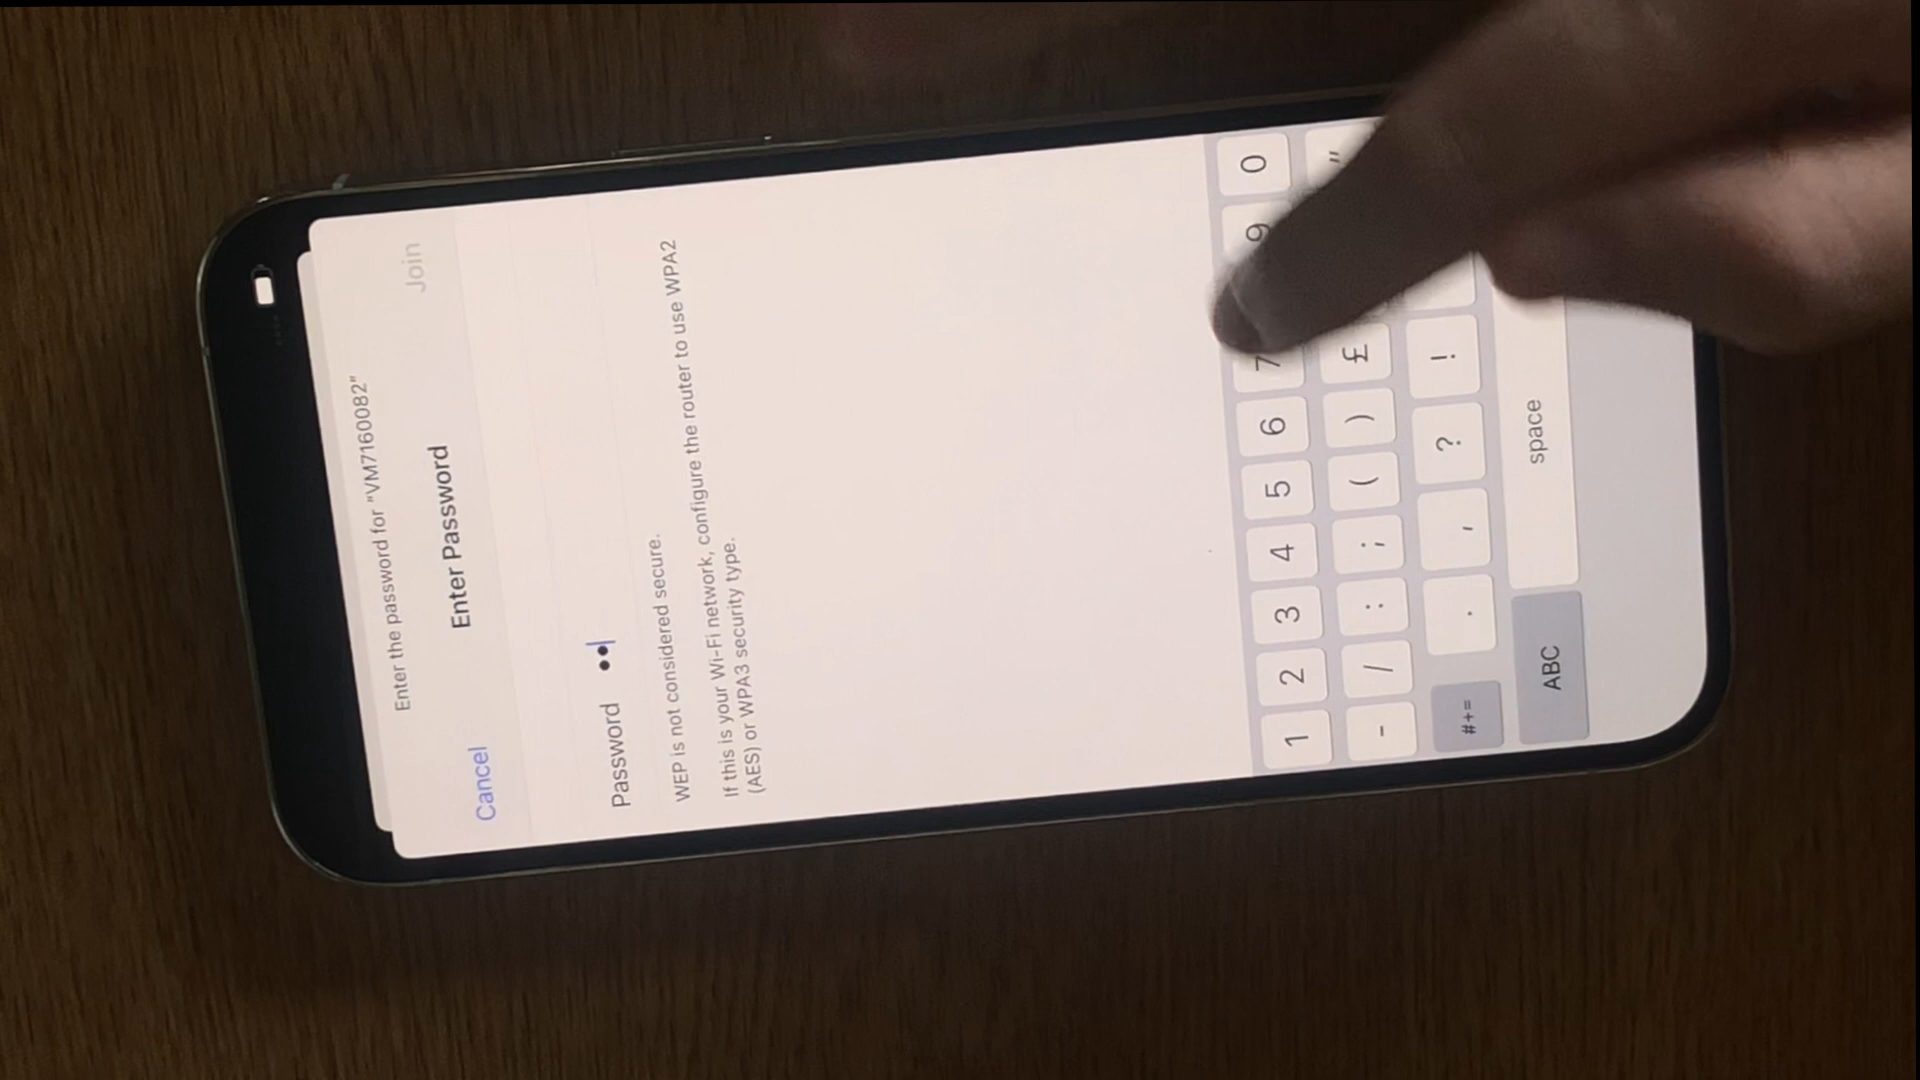 Enter the password for "VM7160082"
Cancel Enter Password Join
Password ••
WEP is not considered secure.
If this is your Wi-Fi network, configure the router to use WPA2
(AES) or WPA3 security type.
1 2 3 4 5 6 7 9 0
- / : ; ( ) £ "
#+= . , ? !
ABC space